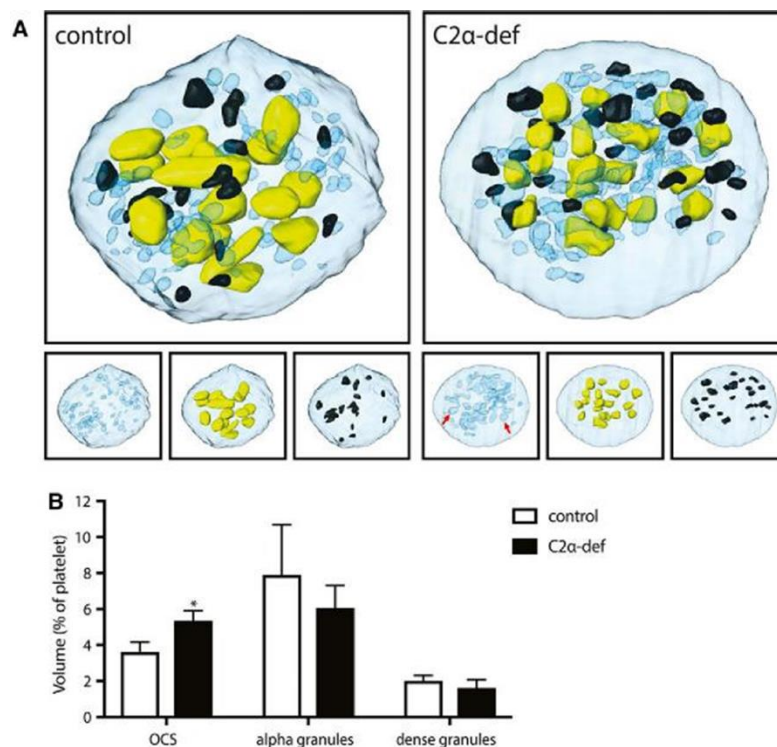 A
control
C2α-def
B
Volume (% of platelet)
12
10
8
6
4
2
0
*
OCS
alpha granules
dense granules
control
C2α-def